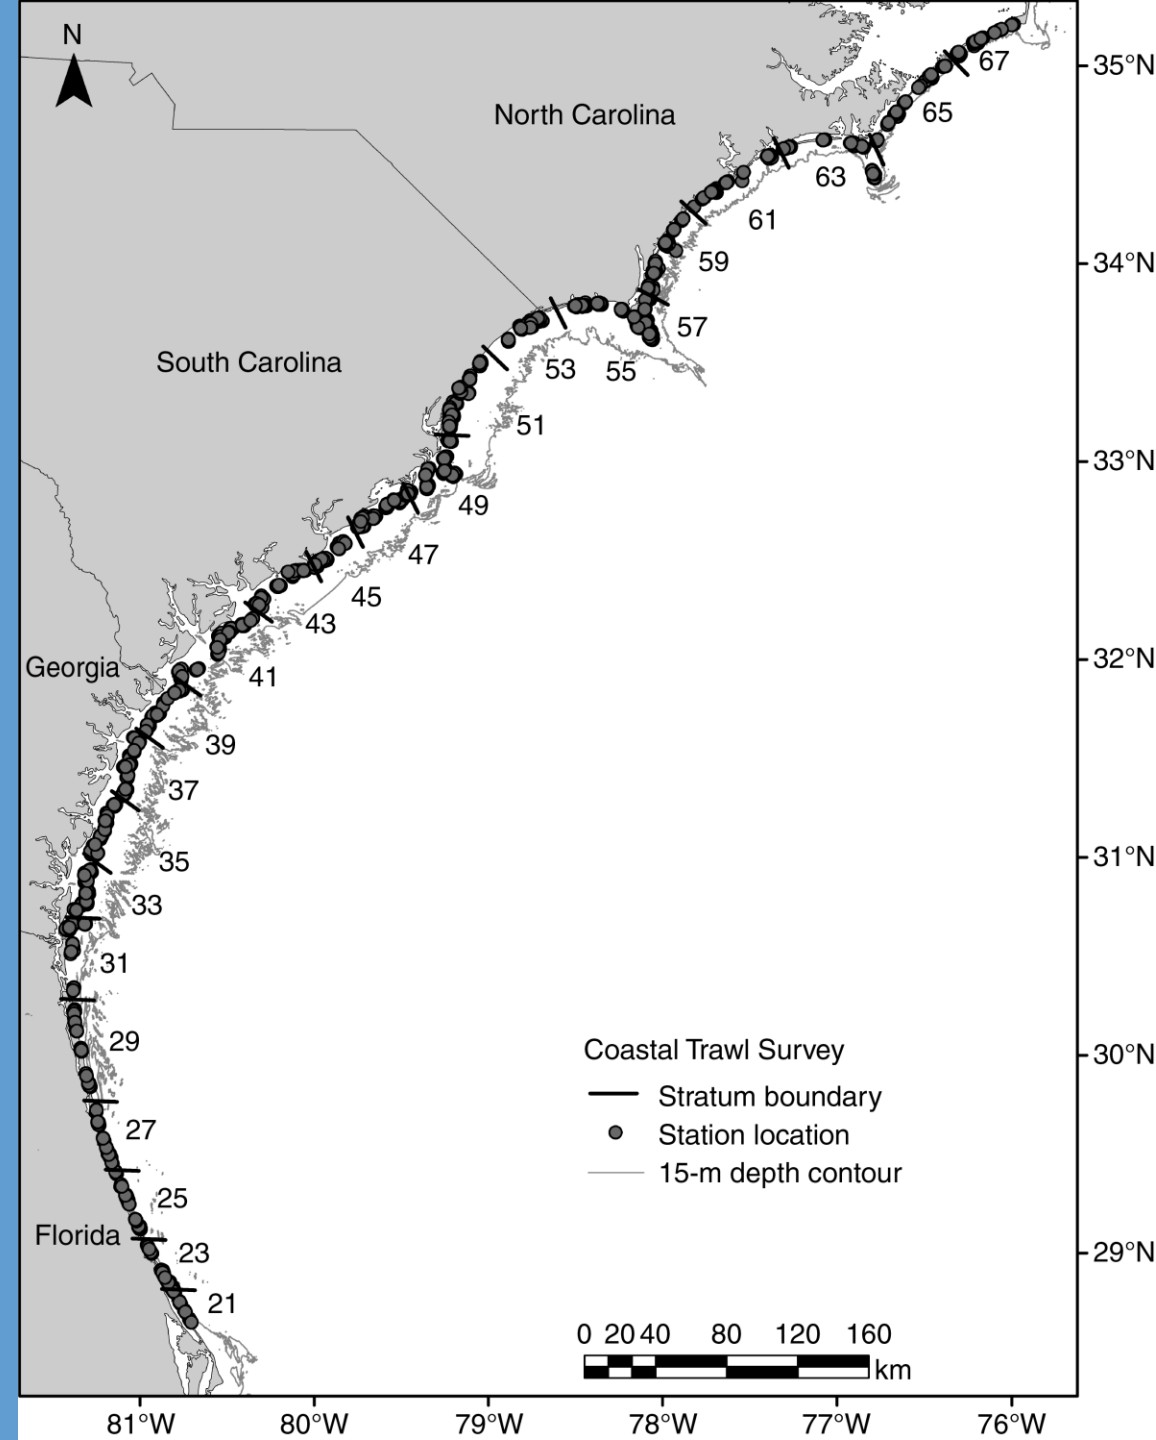 N
North Carolina
67
35°N
65
63
61
34°N
59
57
South Carolina
53
55
51
33°N
49
47
45
43
Georgia
41
32°N
39
37
35
31°N
33
31
29
Coastal Trawl Survey
30°N
Stratum boundary
27
Station location
15-m depth contour
25
Florida
23
29°N
21
0 20 40 80 120 160
km
81°W 80°W 79°W 78°W 77°W 76°W